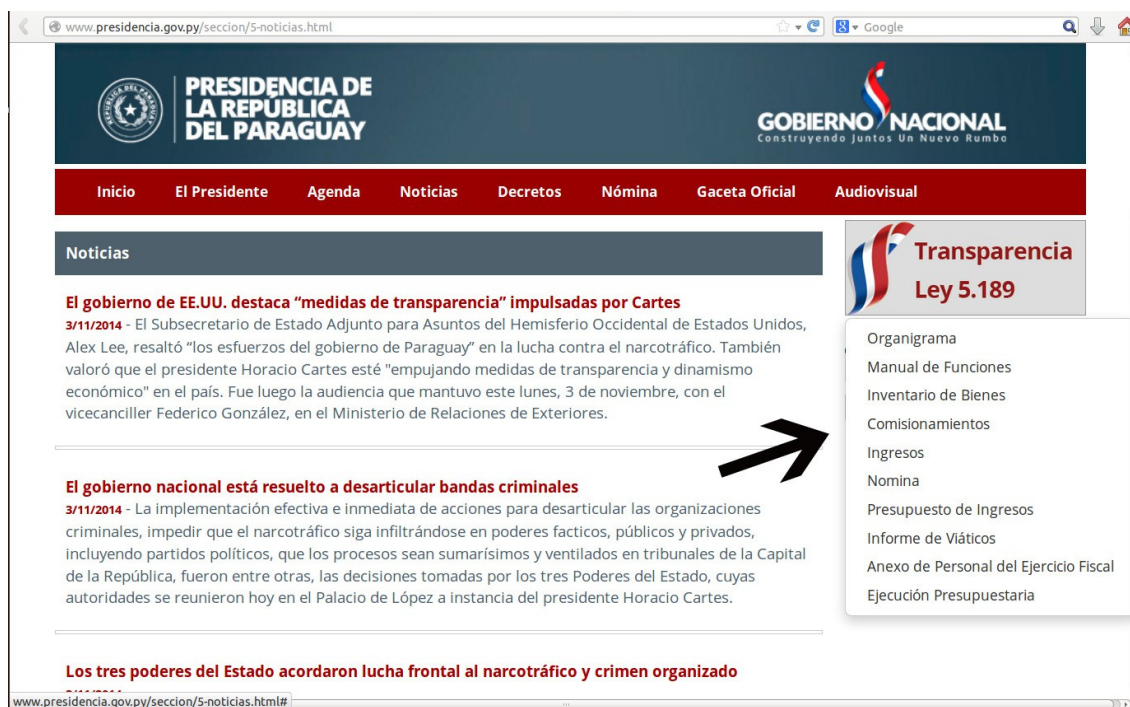 www.presidencia.gov.py/seccion/5-noticias.html
Google
PRESIDENCIA DE
LA REPÚBLICA
DEL PARAGUAY
GOBIERNO NACIONAL
Construyendo Juntos Un Nuevo Rumbo
Inicio El Presidente Agenda Noticias Decretos Nómina Gaceta Oficial Audiovisual
Noticias
El gobierno de EE.UU. destaca “medidas de transparencia” impulsadas por Cartes
3/11/2014 - El Subsecretario de Estado Adjunto para Asuntos del Hemisferio Occidental de Estados Unidos,
Alex Lee, resaltó “los esfuerzos del gobierno de Paraguay” en la lucha contra el narcotráfico. También
valoró que el presidente Horacio Cartes esté "empujando medidas de transparencia y dinamismo
económico" en el país. Fue luego la audiencia que mantuvo este lunes, 3 de noviembre, con el
vicecanciller Federico González, en el Ministerio de Relaciones de Exteriores.
El gobierno nacional está resuelto a desarticular bandas criminales
3/11/2014 - La implementación efectiva e inmediata de acciones para desarticular las organizaciones
criminales, impedir que el narcotráfico siga infiltrándose en poderes facticos, públicos y privados,
incluyendo partidos políticos, que los procesos sean sumarísimos y ventilados en tribunales de la Capital
de la República, fueron entre otras, las decisiones tomadas por los tres Poderes del Estado, cuyas
autoridades se reunieron hoy en el Palacio de López a instancia del presidente Horacio Cartes.
Los tres poderes del Estado acordaron lucha frontal al narcotráfico y crimen organizado
Transparencia
Ley 5.189
Organigrama
Manual de Funciones
Inventario de Bienes
Comisionamientos
Ingresos
Nomina
Presupuesto de Ingresos
Informe de Viáticos
Anexo de Personal del Ejercicio Fiscal
Ejecución Presupuestaria
www.presidencia.gov.py/seccion/5-noticias.html#